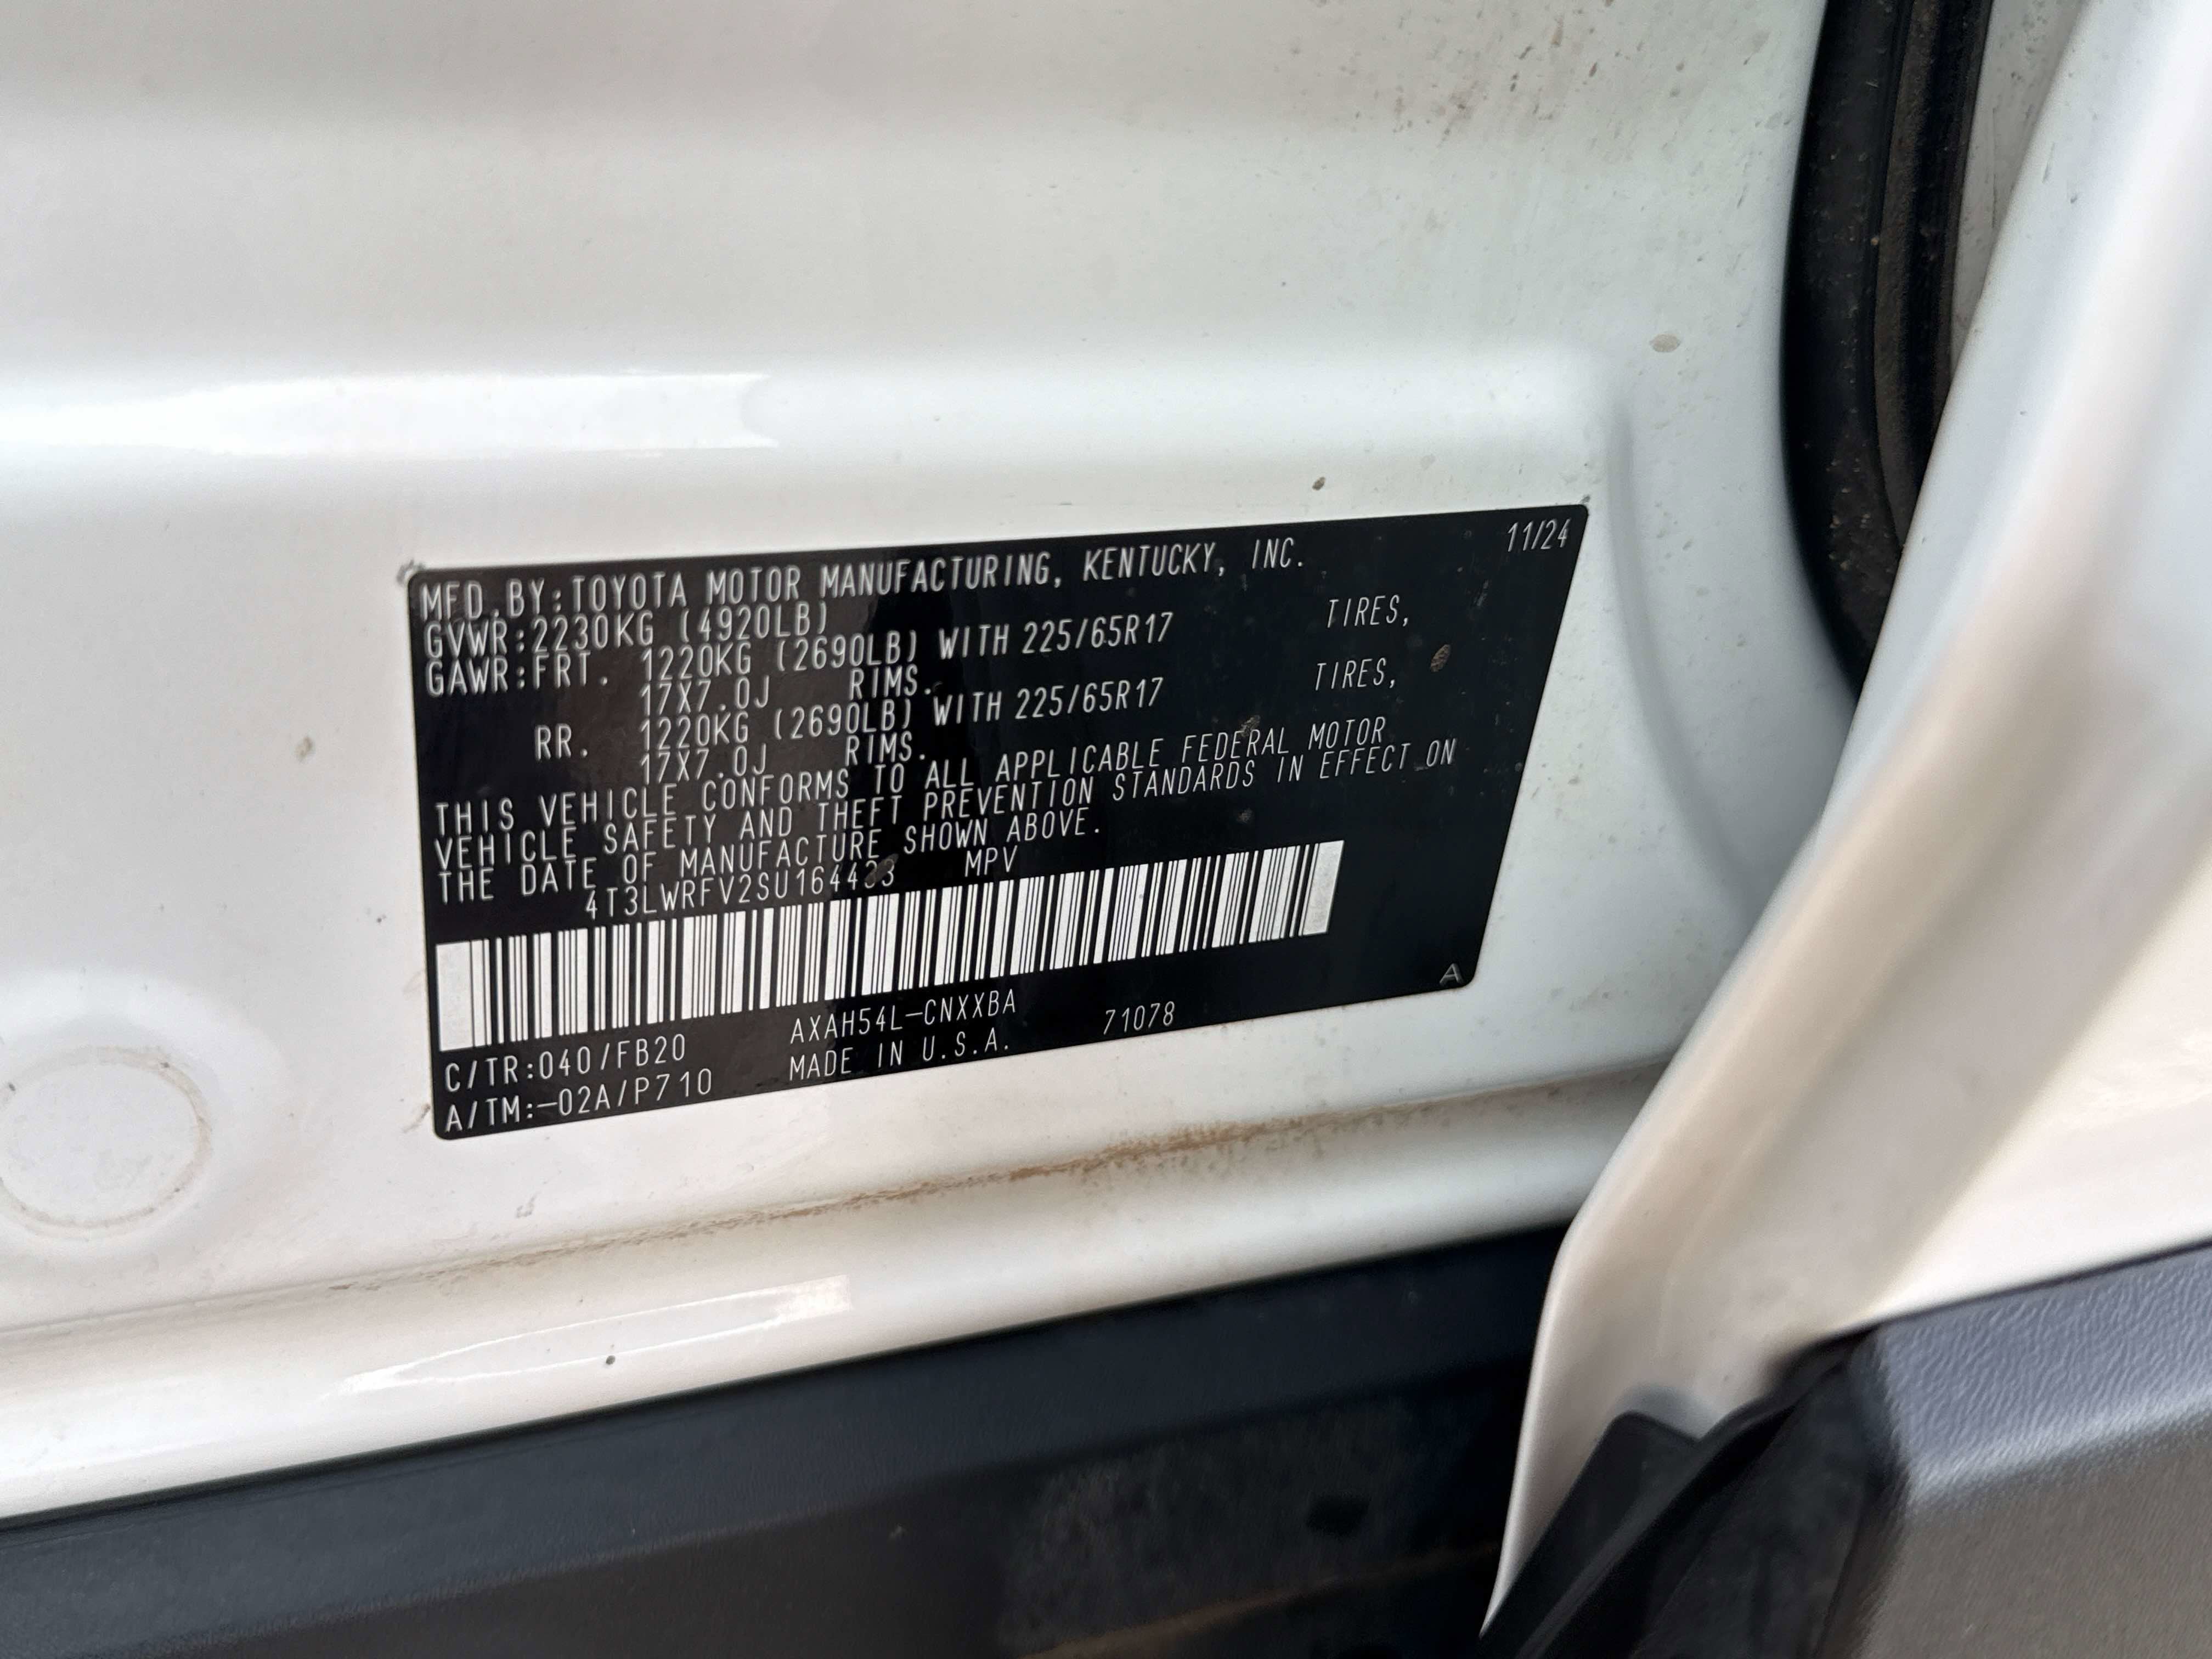 11/24
MFD.BY:TOYOTA MOTOR MANUFACTURING, KENTUCKY, INC.
GVWR:2230KG (4920LB)
GAWR:FRT. 1220KG (2690LB) WITH 225/65R17 TIRES,
17X7.0J RIMS.
RR. 1220KG (2690LB) WITH 225/65R17 TIRES,
17X7.0J RIMS.
THIS VEHICLE CONFORMS TO ALL APPLICABLE FEDERAL MOTOR
VEHICLE SAFETY AND THEFT PREVENTION STANDARDS IN EFFECT ON
THE DATE OF MANUFACTURE SHOWN ABOVE.
4T3LWRFV2SU164433 MPV
A
C/TR:040/FB20 AXAH54L-CNXXBA 71078
A/TM:-02A/P710 MADE IN U.S.A.